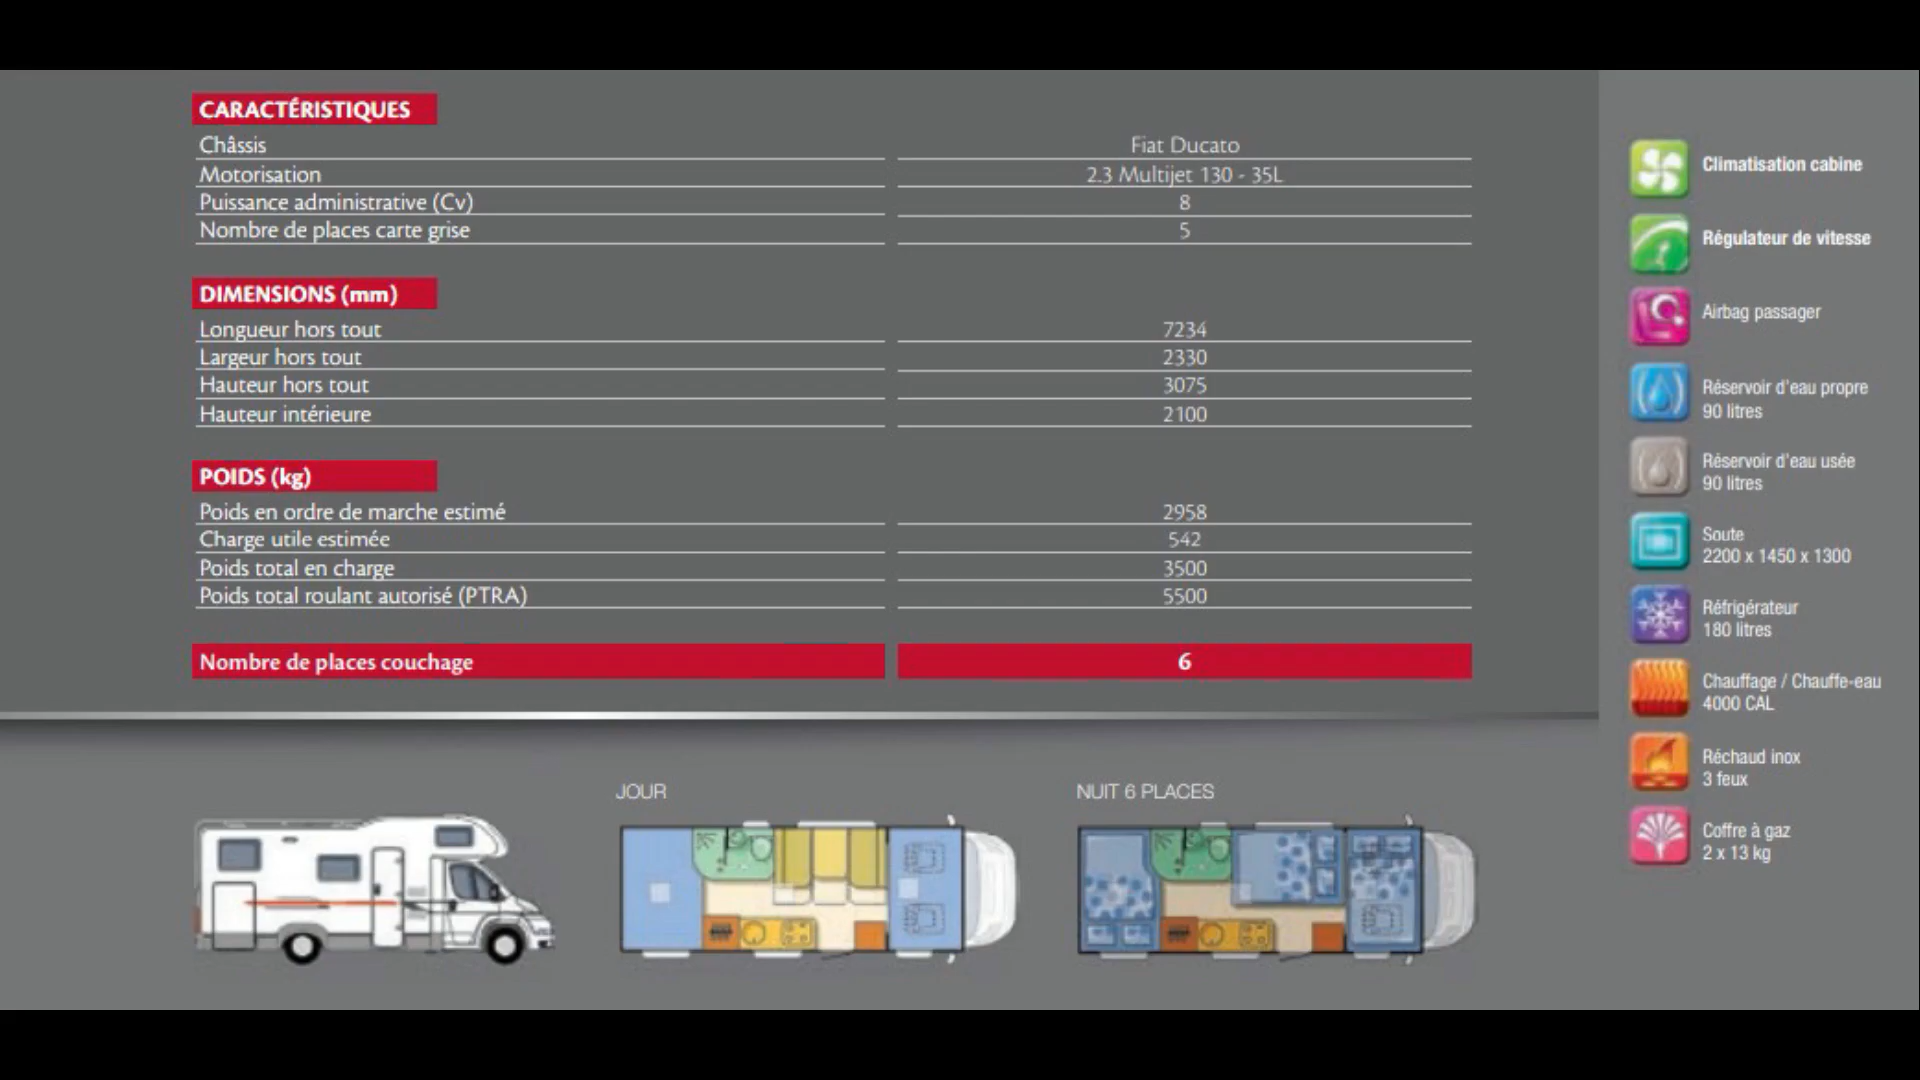 CARACTÉRISTIQUES
Châssis Fiat Ducato
Motorisation 2.3 Multijet 130 - 35L
Puissance administrative (Cv) 8
Nombre de places carte grise 5
DIMENSIONS (mm)
Longueur hors tout 7234
Largeur hors tout 2330
Hauteur hors tout 3075
Hauteur intérieure 2100
POIDS (kg)
Poids en ordre de marche estimé 2958
Charge utile estimée 542
Poids total en charge 3500
Poids total roulant autorisé (PTRA) 5500
Nombre de places couchage 6
JOUR
NUIT 6 PLACES
Climatisation cabine
Régulateur de vitesse
Airbag passager
Réservoir d'eau propre
90 litres
Réservoir d'eau usée
90 litres
Soute
2200 x 1450 x 1300
Réfrigérateur
180 litres
Chauffage / Chauffe-eau
4000 CAL
Réchaud inox
3 feux
Coffre à gaz
2 x 13 kg